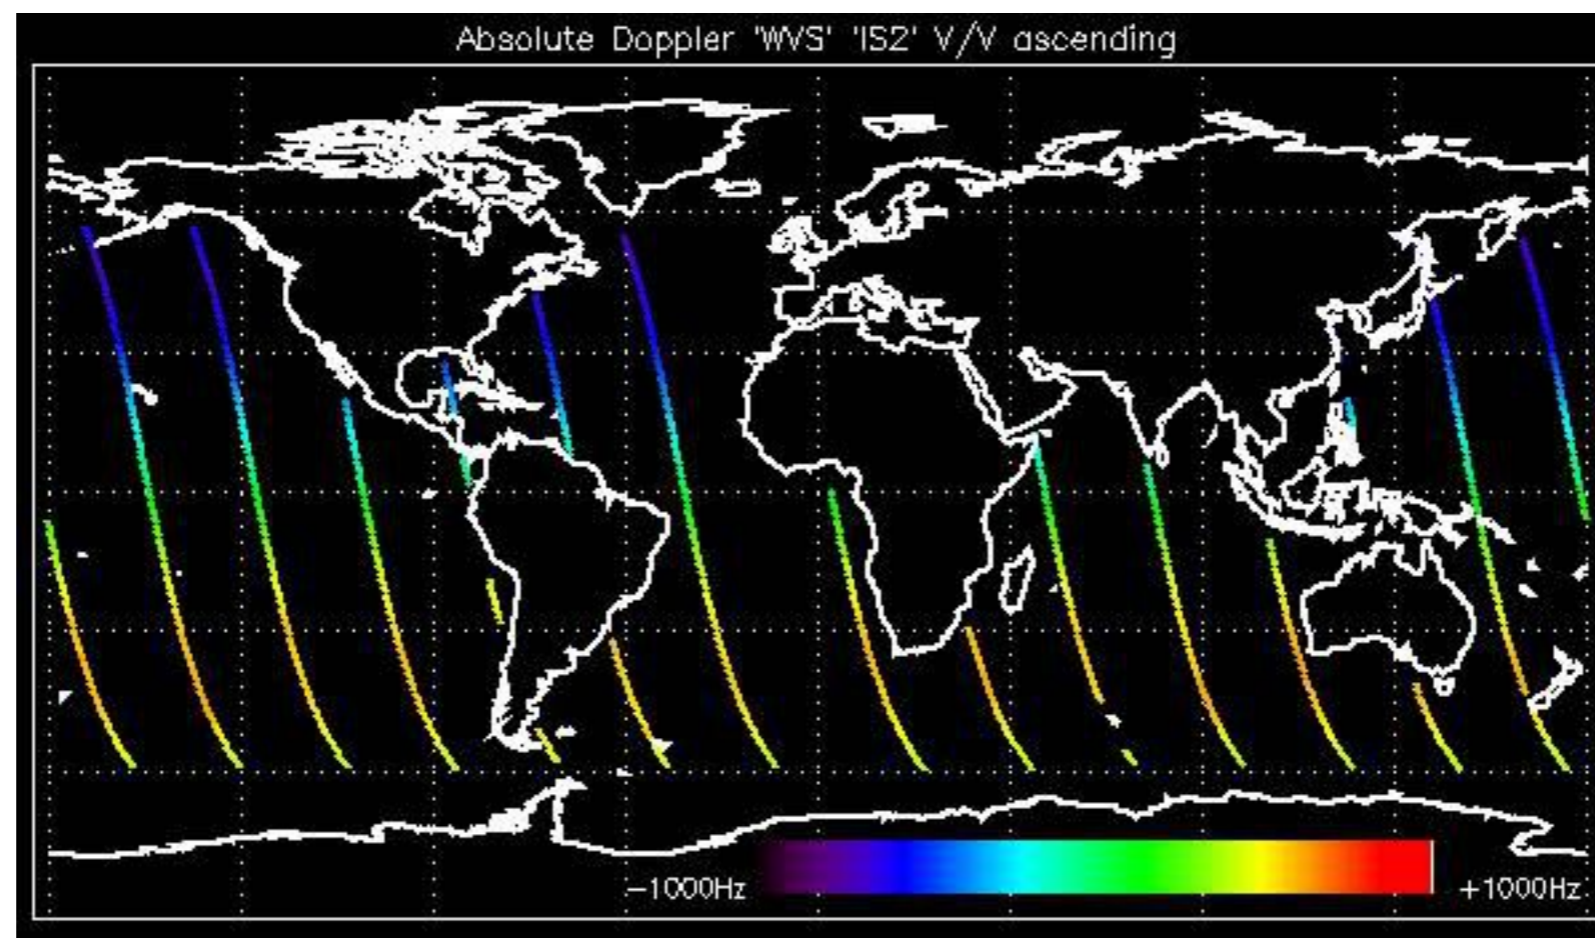 Absolute Doppler 'WVS' 'IS2' V/V ascending
−1000Hz +1000Hz